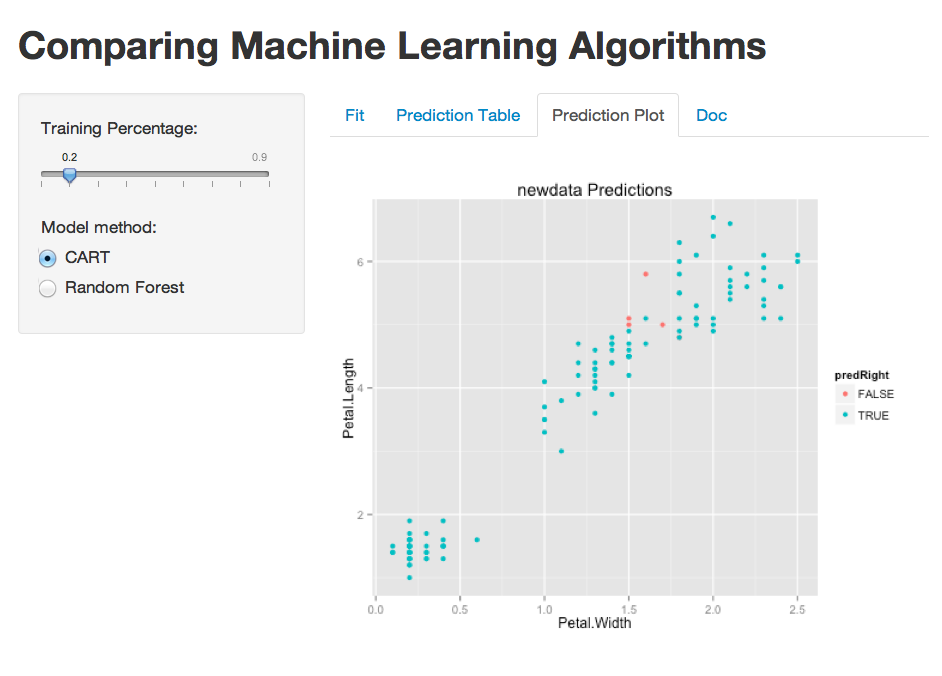 Comparing Machine Learning Algorithms
Training Percentage:
0.2 0.9
Model method:
CART
Random Forest
Fit Prediction Table Prediction Plot Doc
newdata Predictions
6
4
2
Petal.Length
0.0 0.5 1.0 1.5 2.0 2.5
Petal.Width
predRight
FALSE
TRUE